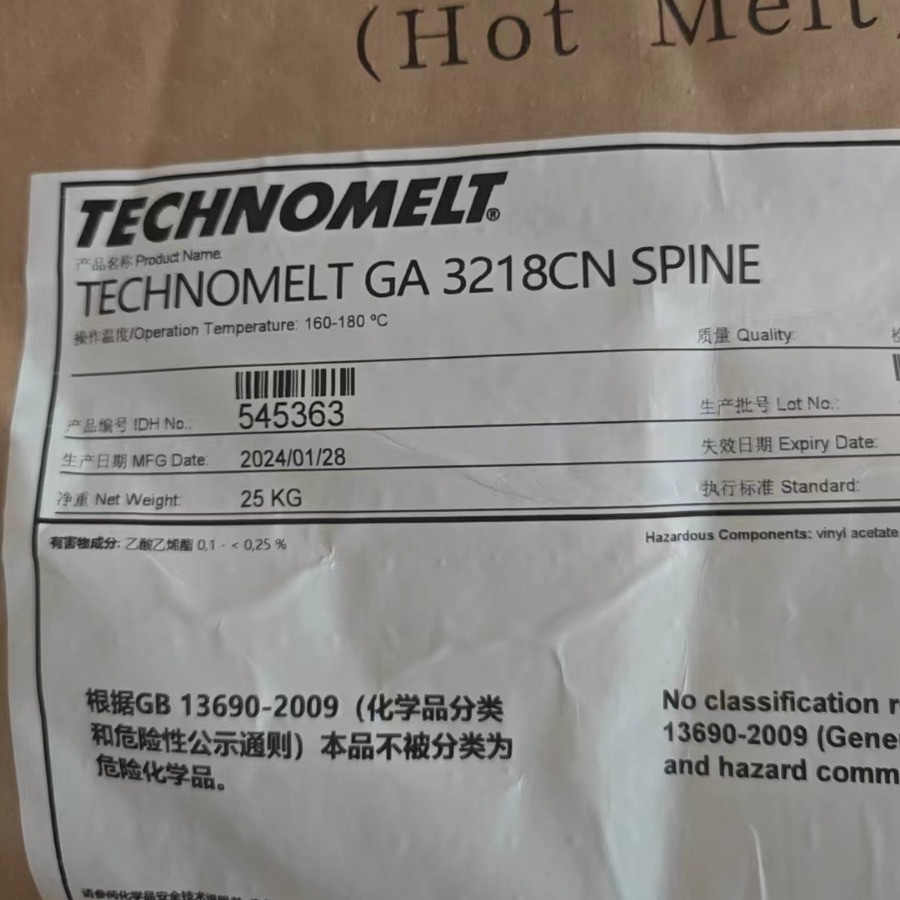 (Hot Melt
TECHNOMELT®
产品名称 Product Name:
TECHNOMELT GA 3218CN SPINE
操作温度/Operation Temperature: 160-180 ºC
质量 Quality:
545363
产品编号 IDH No.:
生产批号 Lot No.:
生产日期 MFG Date: 2024/01/28
失效日期 Expiry Date:
净重 Net Weight: 25 KG
执行标准 Standard:
有害物成分: 乙酸乙烯酯 0,1 - < 0,25 %
Hazardous Components: vinyl acetate
根据GB 13690-2009（化学品分类
和危险性公示通则）本品不被分类为
危险化学品。
No classification
13690-2009 (Gene
and hazard comm